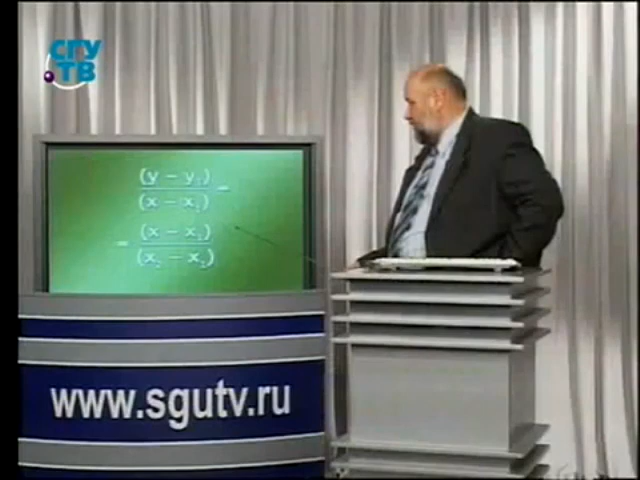 СГУ
ТВ
(y - y₁)
(x - x₁)
=
=
(x - x₁)
(x₂ - x₁)
www.sgutv.ru